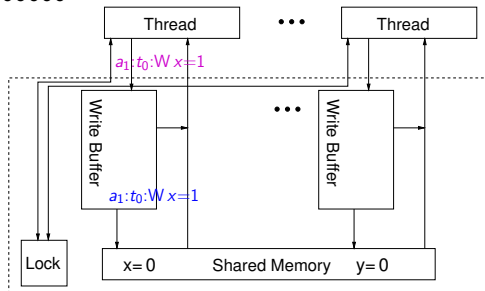 Thread
Thread
a₁:t₀:W x=1
Write Buffer
Write Buffer
a₁:t₀:W x=1
Lock
x= 0
Shared Memory
y= 0